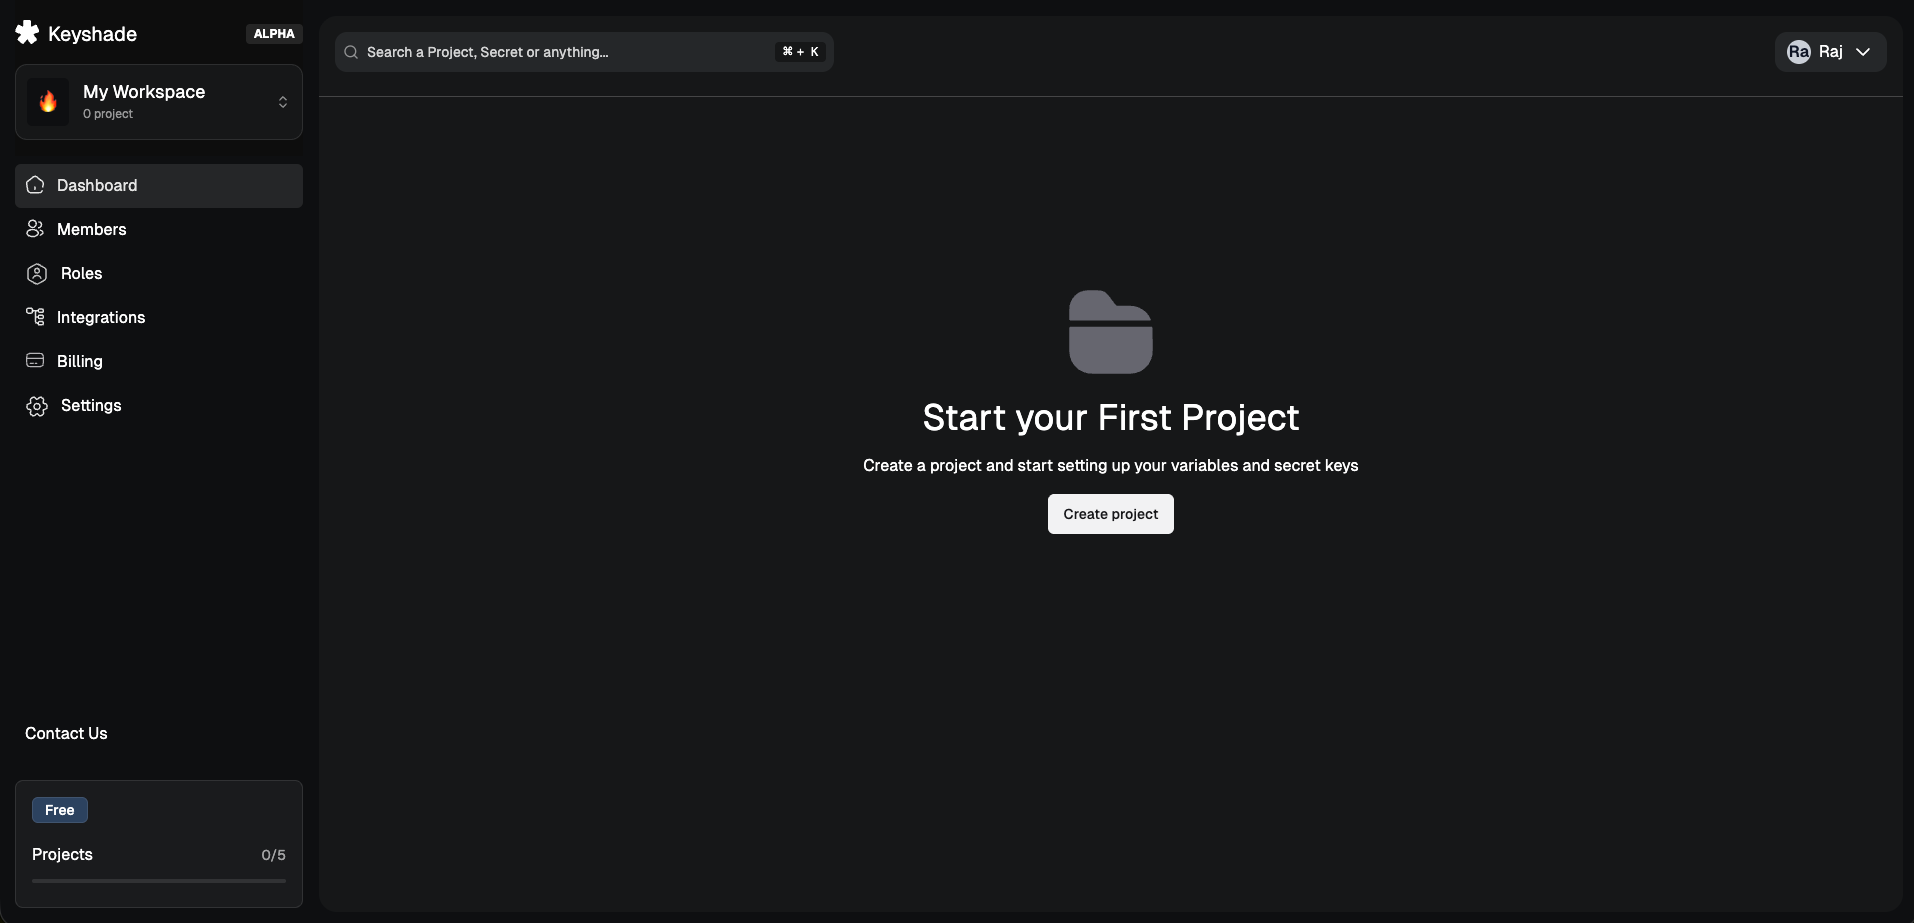 Keyshade
ALPHA
My Workspace
0 project
Dashboard
Members
Roles
Integrations
Billing
Settings
Contact Us
Free
Projects
0/5
Search a Project, Secret or anything...
⌘ + K
Ra
Raj
Start your First Project
Create a project and start setting up your variables and secret keys
Create project